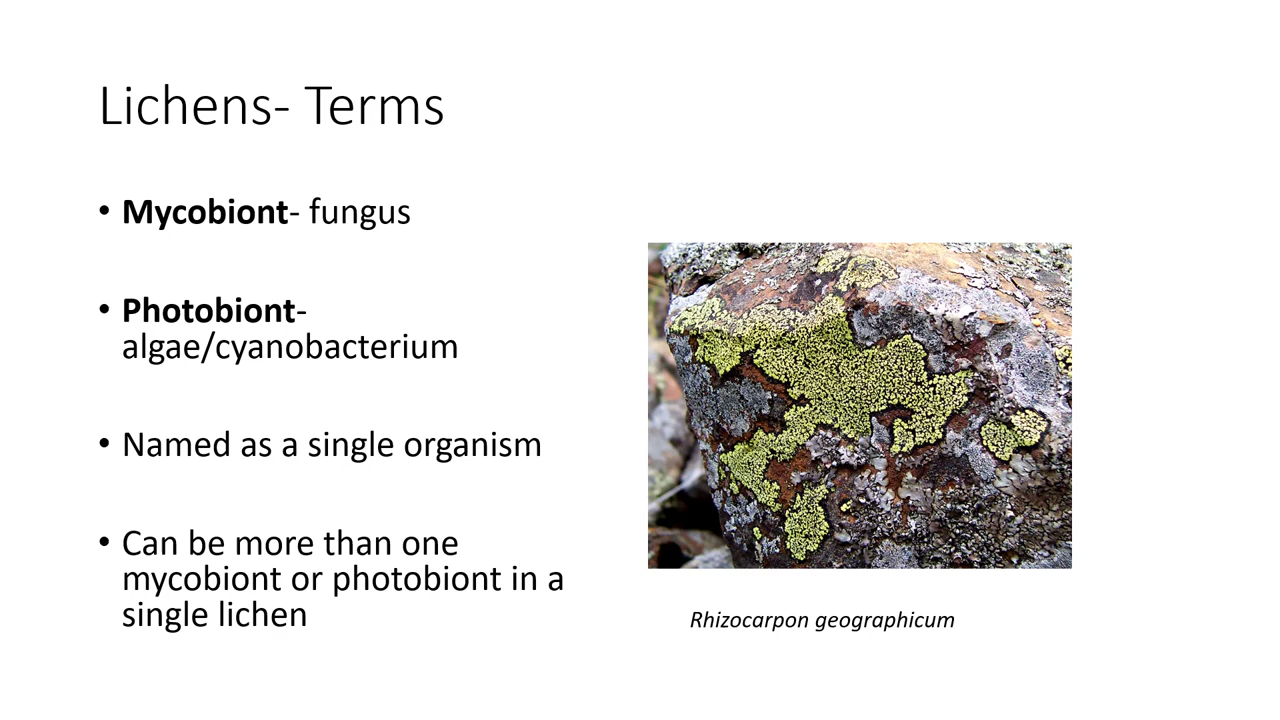 Lichens- Terms
• Mycobiont- fungus
• Photobiont-
algae/cyanobacterium
• Named as a single organism
• Can be more than one
mycobiont or photobiont in a
single lichen
Rhizocarpon geographicum